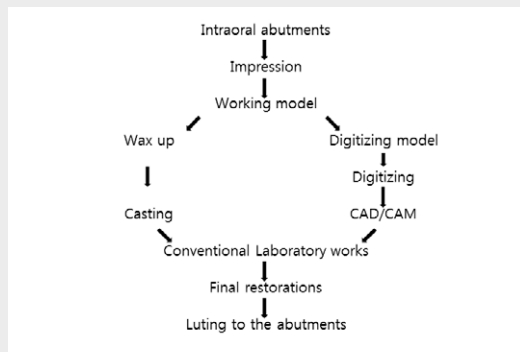 Intraoral abutments
Impression
Working model
Wax up
Digitizing model
Digitizing
Casting
CAD/CAM
Conventional Laboratory works
Final restorations
Luting to the abutments